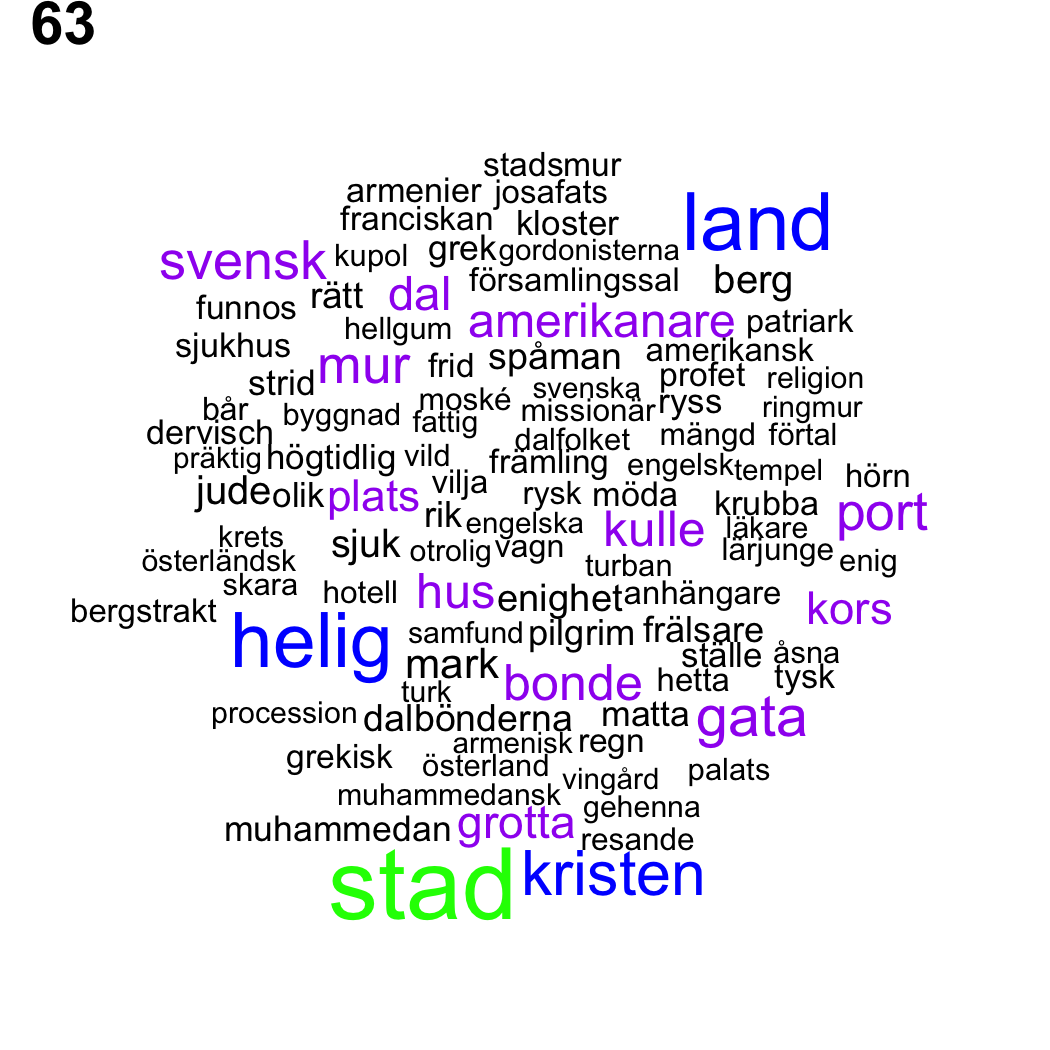 63
stadsmur
armenier josafats
land
franciskan kloster
svensk kupol grek gordonisterna
försmlingssal berg
funnos rätt dal
hellgum amerikanare patriark
sjukhus mur frid spåman amerikansk
strid svenska profet religion
bår byggnad moské missionär ryss ringmur
fattig
dervisch dalfolket mängd förtal
präktig högtidlig vild främling engelsk tempel hörn
jude olik plats vilja rysk möda krubba port
rik engelska kulle läkare
krets sjuk otrolig vagn lärjunge enig
österländsk turban
skara hotell hus enighet anhängare kors
bergstrakt
helig samfund pilgrim frälsare
mark ställe åsna
turk bonde hetta tysk
procession dalbönderna matta gata
armenisk regn
grekisk österland vingård palats
muhammedansk gehenna
muhammedan grotta resande
stad kristen